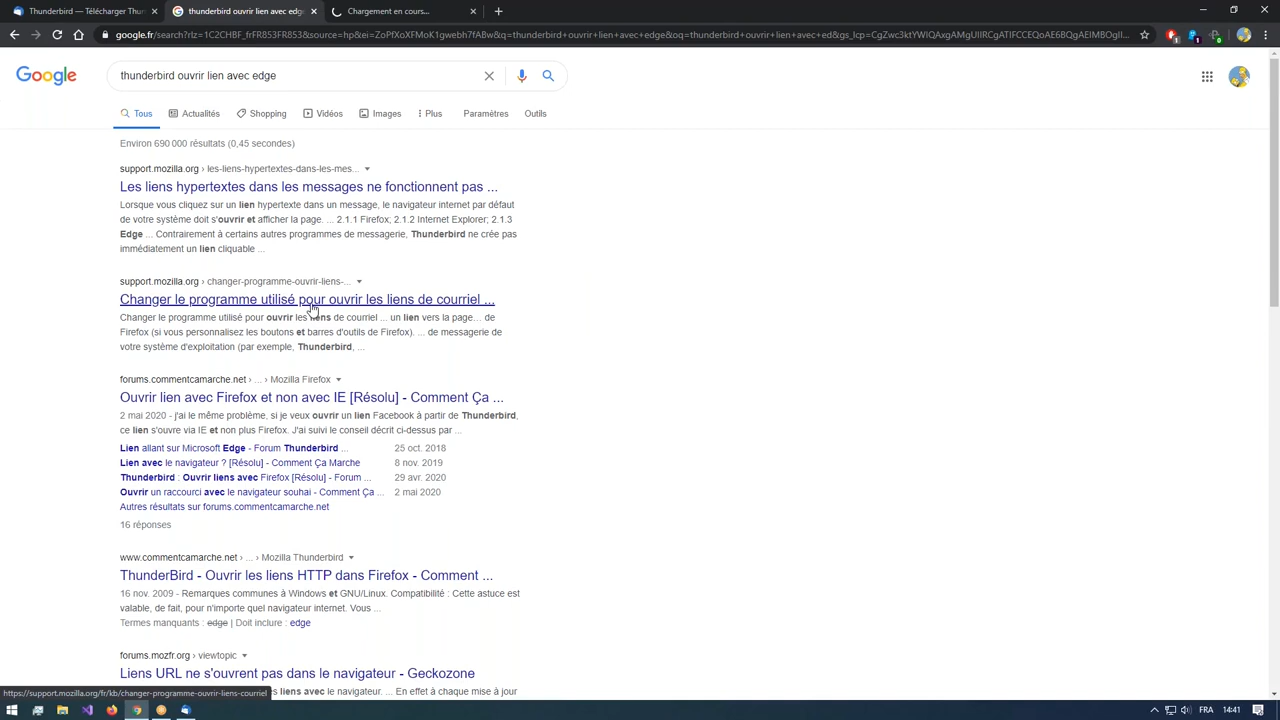 Thunderbird — Télécharger Thun
thunderbird ouvrir lien avec edge
Chargement en cours...
google.fr/search?rlz=1C2CHBF_frFR853FR853&source=hp&ei=
thunderbird ouvrir lien avec edge
Google
Tous
Actualités
Shopping
Vidéos
Images
Plus
Paramètres
Outils
Environ 690 000 résultats (0,45 secondes)
support.mozilla.org › les-liens-hypertextes-dans-les-mes...
Les liens hypertextes dans les messages ne fonctionnent pas ...
Lorsque vous cliquez sur un lien hypertexte dans un message, le navigateur internet par défaut
de votre système doit s'ouvrir et afficher la page. ... 2.1.1 Firefox; 2.1.2 Internet Explorer; 2.1.3
Edge ... Contrairement à certains autres programmes de messagerie, Thunderbird ne crée pas
immédiatement un lien cliquable ...
support.mozilla.org › changer-programme-ouvrir-liens-...
Changer le programme utilisé pour ouvrir les liens de courriel ...
Changer le programme utilisé pour ouvrir les liens de courriel ... un lien vers la page… de
Firefox (si vous personnalisez les boutons et barres d'outils de Firefox). ... de messagerie de
votre système d'exploitation (par exemple, Thunderbird, ...
forums.commentcamarche.net › ... › Mozilla Firefox
Ouvrir lien avec Firefox et non avec IE [Résolu] - Comment Ça ...
2 mai 2020 - j'ai le même problème, si je veux ouvrir un lien Facebook à partir de Thunderbird,
ce lien s'ouvre via IE et non plus Firefox. J'ai suivi le conseil décrit ci-dessus par ...
Lien allant sur Microsoft Edge - Forum Thunderbird ... 25 oct. 2018
Lien avec le navigateur ? [Résolu] - Comment Ça Marche 8 nov. 2019
Thunderbird : Ouvrir liens avec Firefox [Résolu] - Forum ... 29 avr. 2020
Ouvrir un raccourci avec le navigateur souhai - Comment Ça ... 2 mai 2020
Autres résultats sur forums.commentcamarche.net
16 réponses
www.commentcamarche.net › ... › Mozilla Thunderbird
ThunderBird - Ouvrir les liens HTTP dans Firefox - Comment ...
16 nov. 2009 - Remarques communes à Windows et GNU/Linux. Compatibilité : Cette astuce est
valable, de fait, pour n'importe quel navigateur internet. Vous ...
Termes manquants : edge | Doit inclure : edge
forums.mozfr.org › viewtopic
Liens URL ne s'ouvrent pas dans le navigateur - Geckozone
s liens avec le navigateur. ... En effet à chaque mise à jour
https://support.mozilla.org/fr/kb/changer-programme-ouvrir-liens-courriel
FRA
14:41